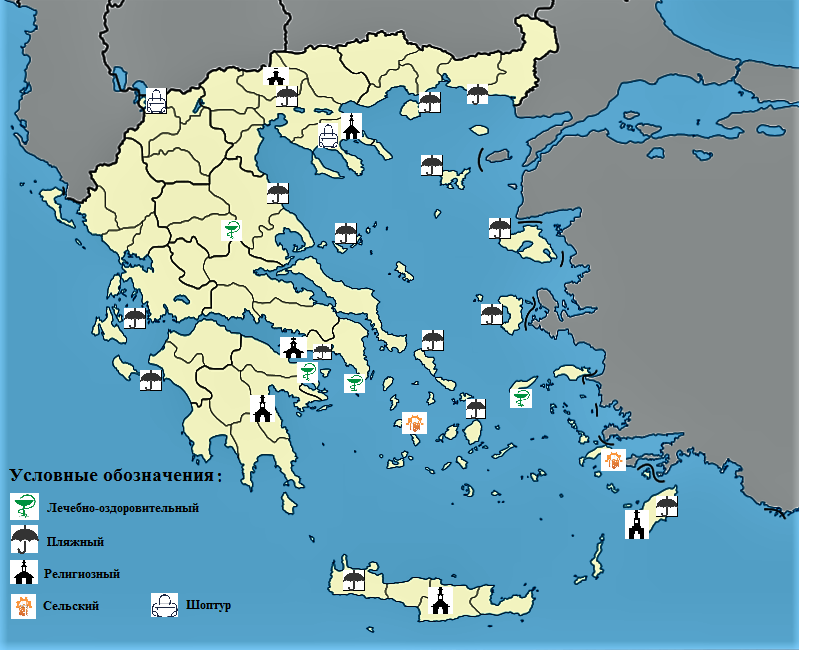 Условные обозначения:
Лечебно-оздоровительный
Пляжный
Религиозный
Сельский
Шоптур